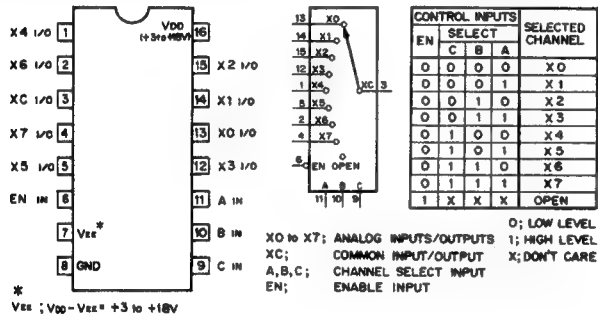 X4 I/O 1
VDD
(+3 to +18V)
16
X6 I/O 2
15 X2 I/O
XC I/O 3
14 X1 I/O
X7 I/O 4
13 X0 I/O
X5 I/O 5
12 X3 I/O
EN IN 6
11 A IN
7 VEE*
10 B IN
8 GND
9 C IN
*
VEE ; VDD-VEE= +3 to +18V
13 X0
14 X1
15 X2
12 X3
1 X4
5 X5
2 X6
4 X7
XC 3
6 EN OPEN
A B C
11 10 9
CONTROL INPUTS SELECTED CHANNEL
EN SELECT
C B A
0 0 0 0 X0
0 0 0 1 X1
0 0 1 0 X2
0 0 1 1 X3
0 1 0 0 X4
0 1 0 1 X5
0 1 1 0 X6
0 1 1 1 X7
1 X X X OPEN
0; LOW LEVEL
1; HIGH LEVEL
X; DON'T CARE
X0 to X7; ANALOG INPUTS/OUTPUTS
XC; COMMON INPUT/OUTPUT
A,B,C; CHANNEL SELECT INPUT
EN; ENABLE INPUT